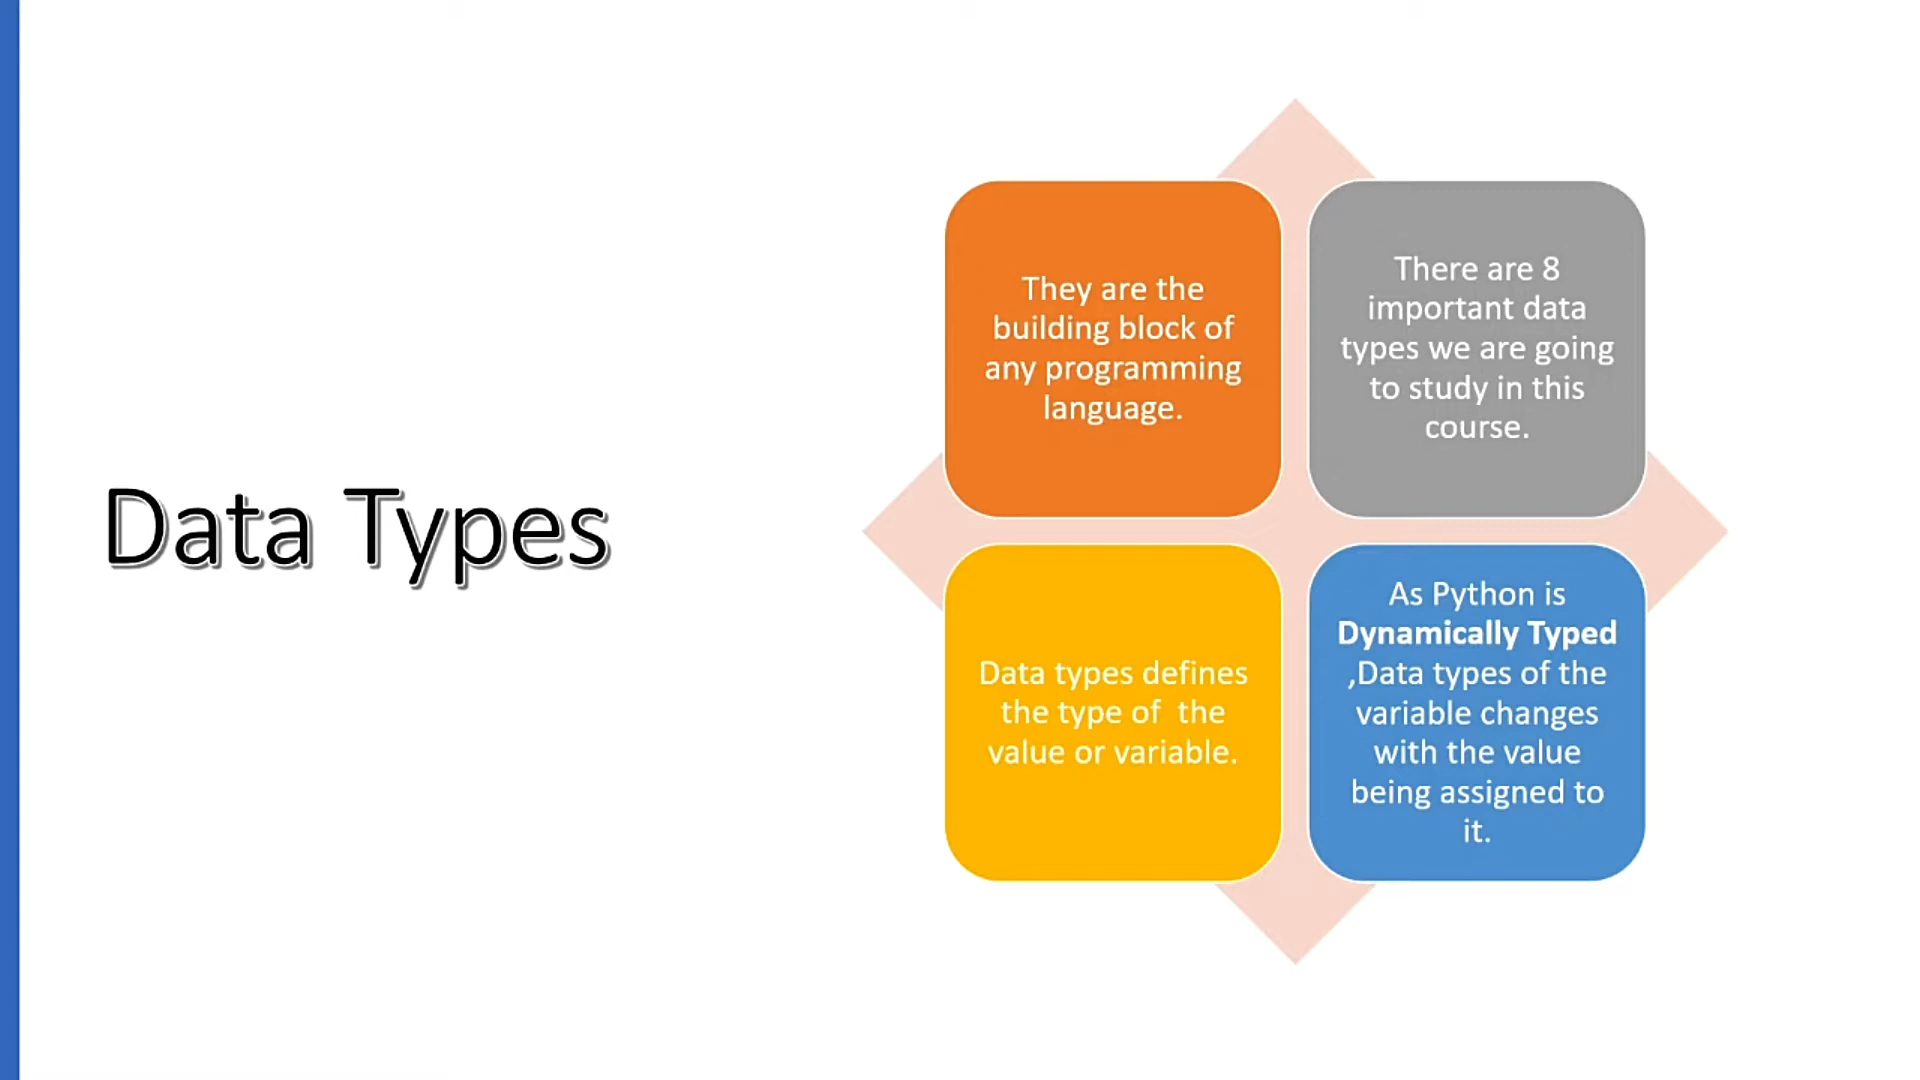 Data Types
They are the
building block of
any programming
language.
There are 8
important data
types we are going
to study in this
course.
Data types defines
the type of  the
value or variable.
As Python is
Dynamically Typed
,Data types of the
variable changes
with the value
being assigned to
it.